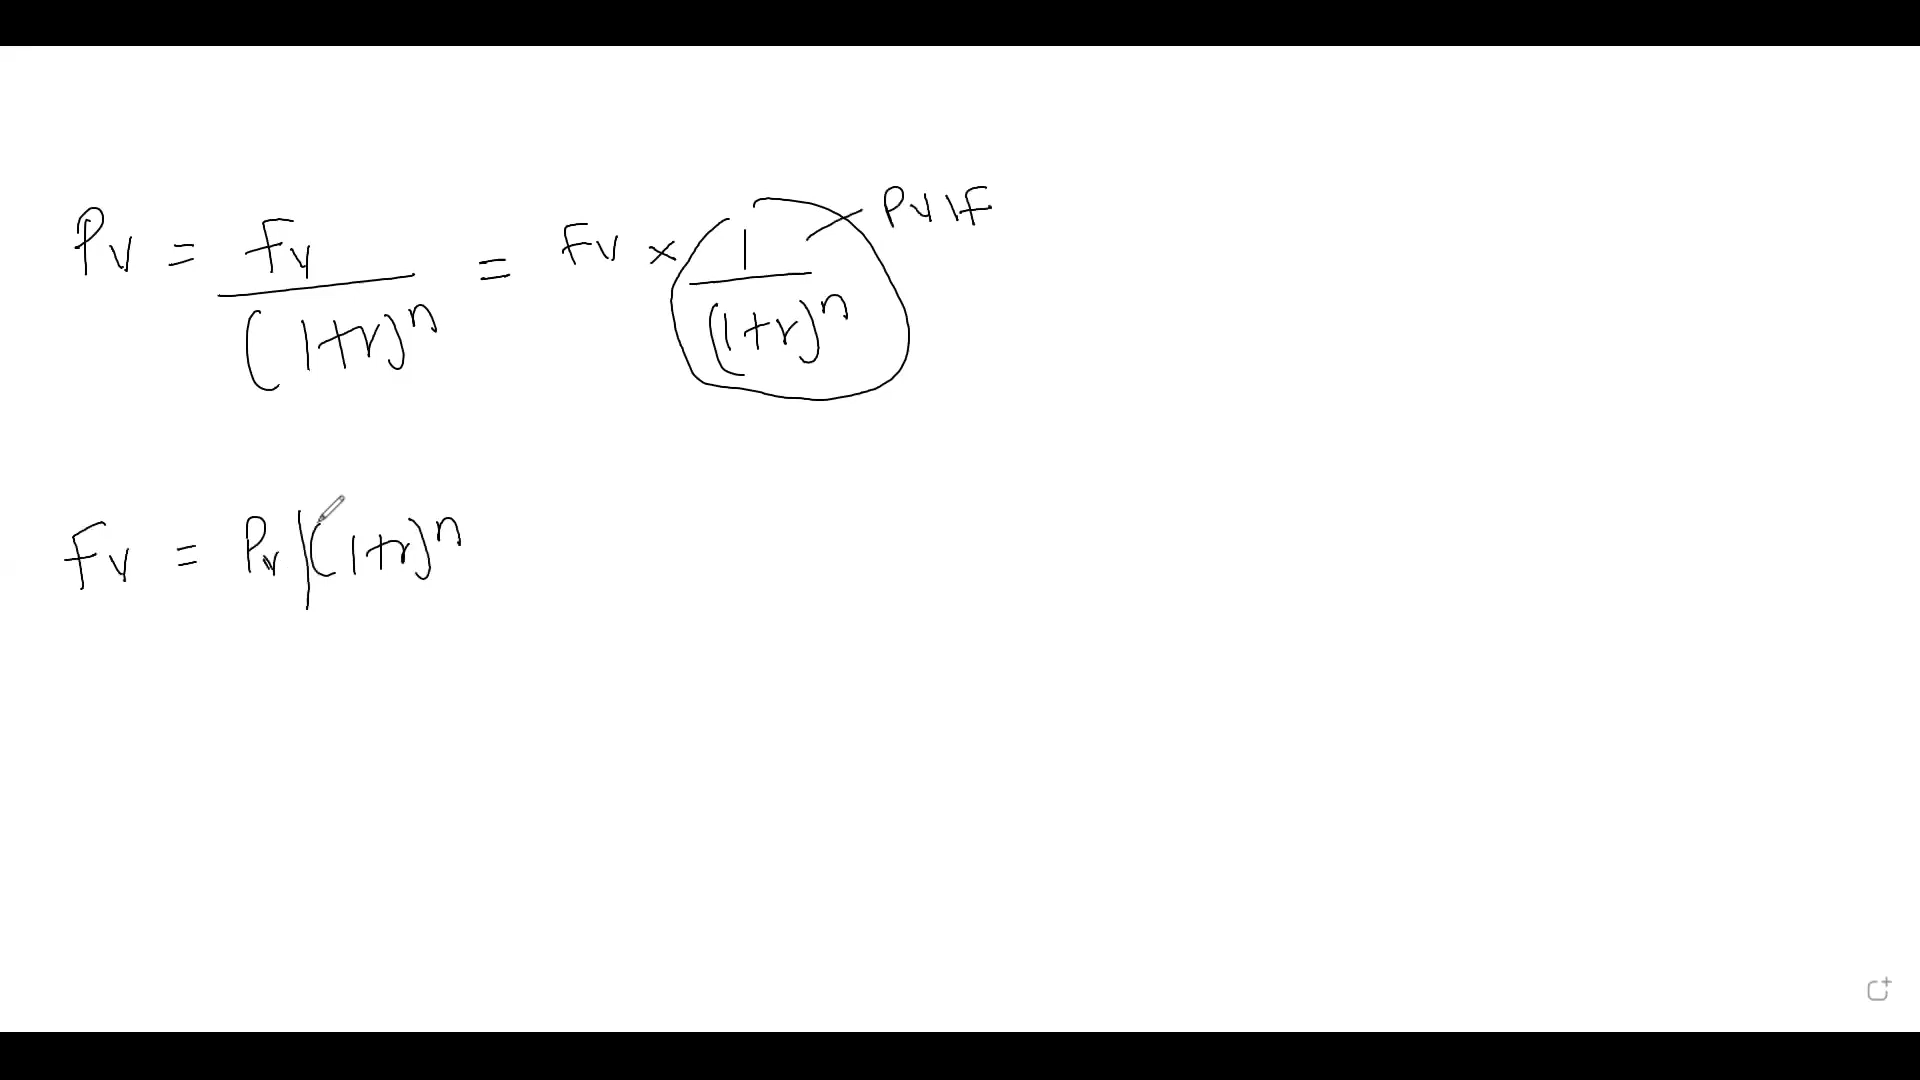 PV = FV / (1+r)^n = FV × 1 / (1+r)^n PVIF
FV = PV | (1+r)^n